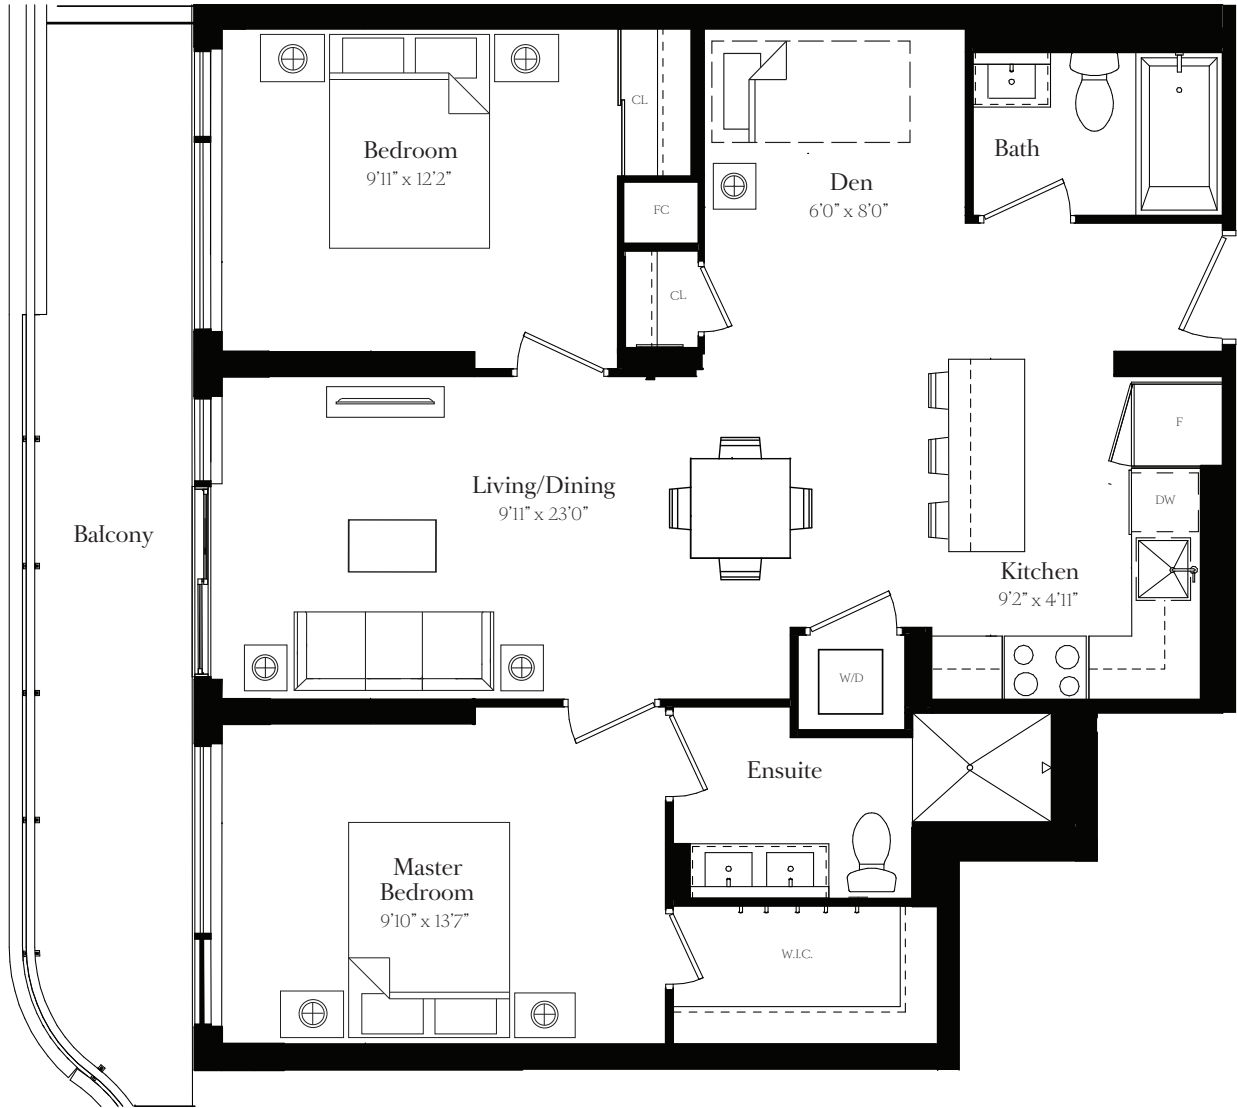 CL
Bedroom
9'11" x 12'2"
Bath
Den
6'0" x 8'0"
FC
CL
F
Living/Dining
9'11" x 23'0"
DW
Balcony
Kitchen
9'2" x 4'11"
W/D
Ensuite
Master
Bedroom
9'10" x 13'7"
W.I.C.